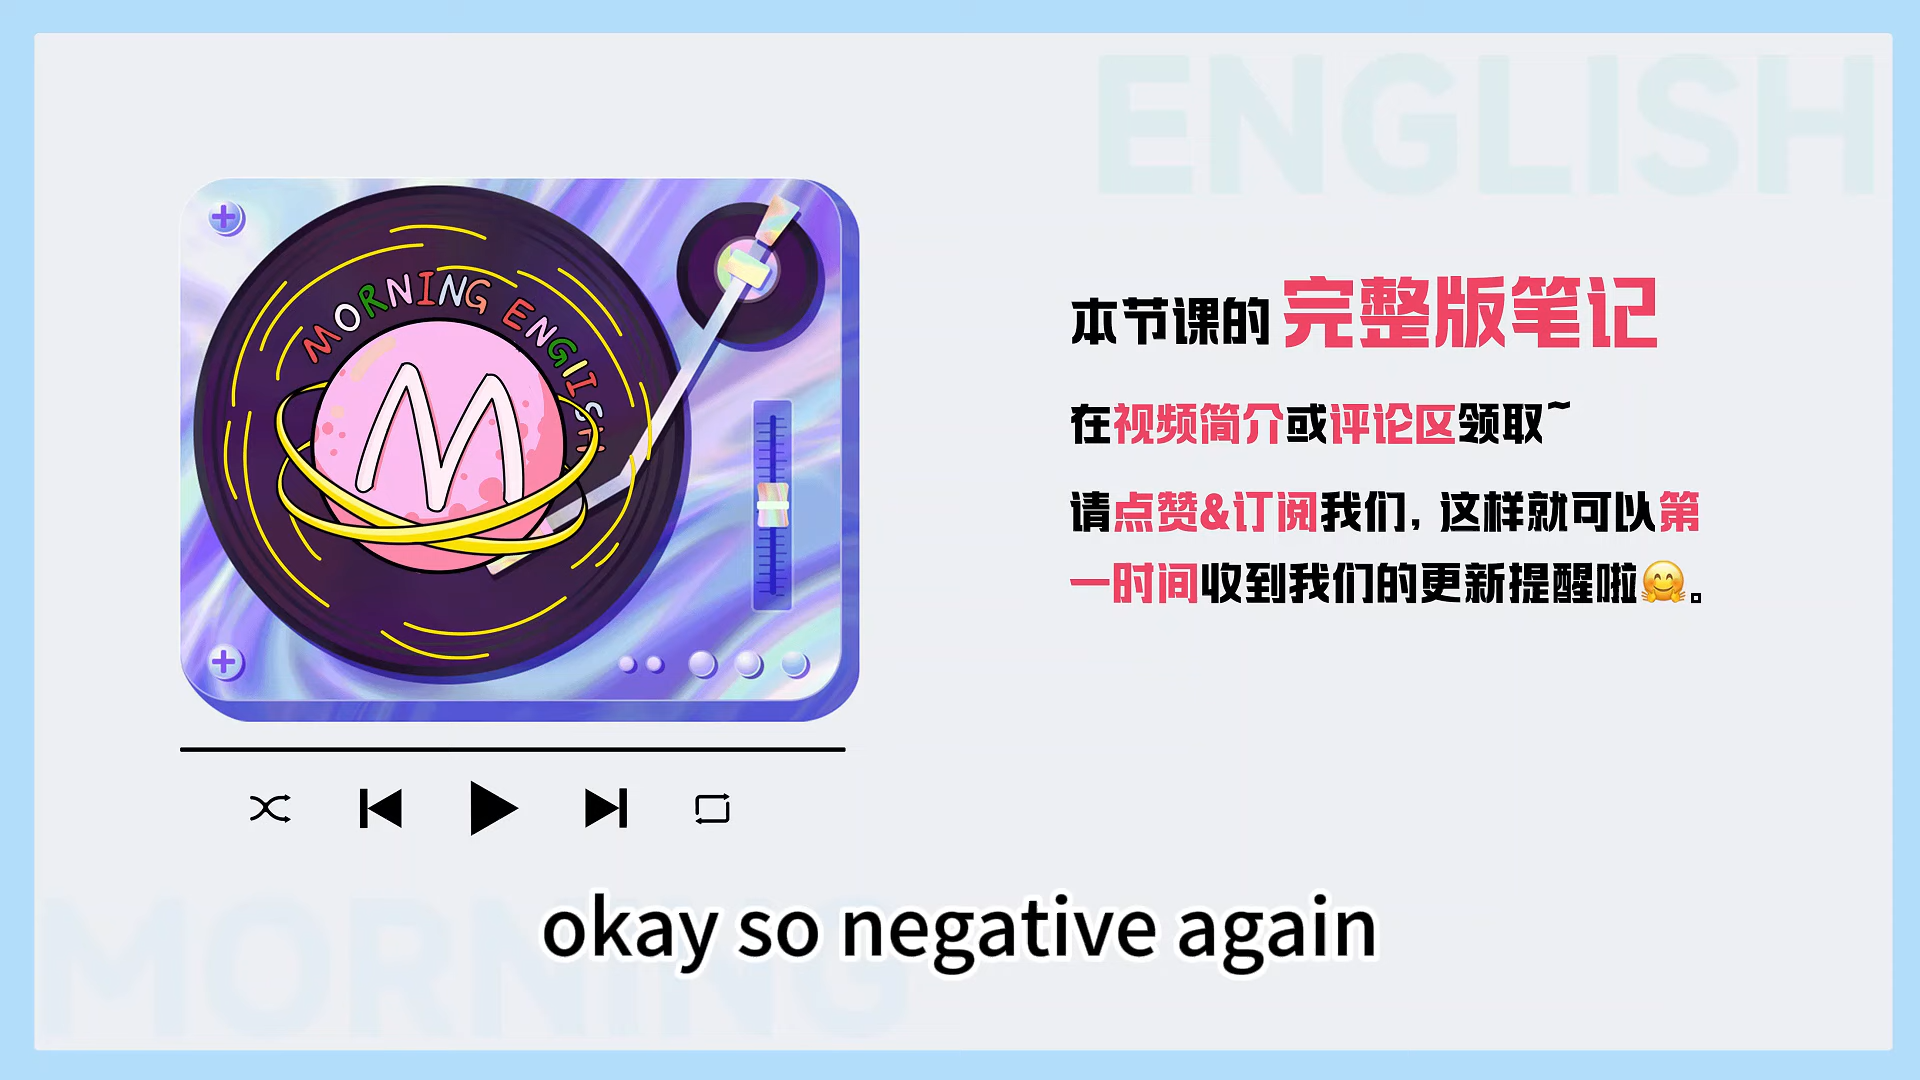 ENGLISH
MORNING ENGLISH
M
本节课的 完整版笔记
在视频简介或评论区领取~
请点赞&订阅我们, 这样就可以第
一时间收到我们的更新提醒啦🤗。
MORNING
okay so negative again